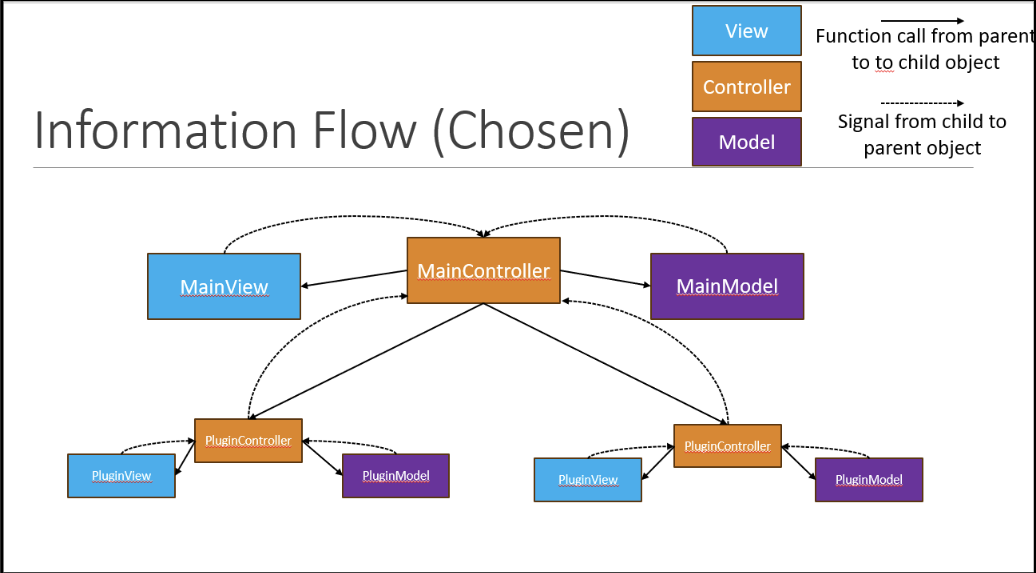 View
Controller
Model
Function call from parent
to to child object
Signal from child to
parent object
Information Flow (Chosen)
MainView
MainController
MainModel
PluginController
PluginView
PluginModel
PluginController
PluginView
PluginModel